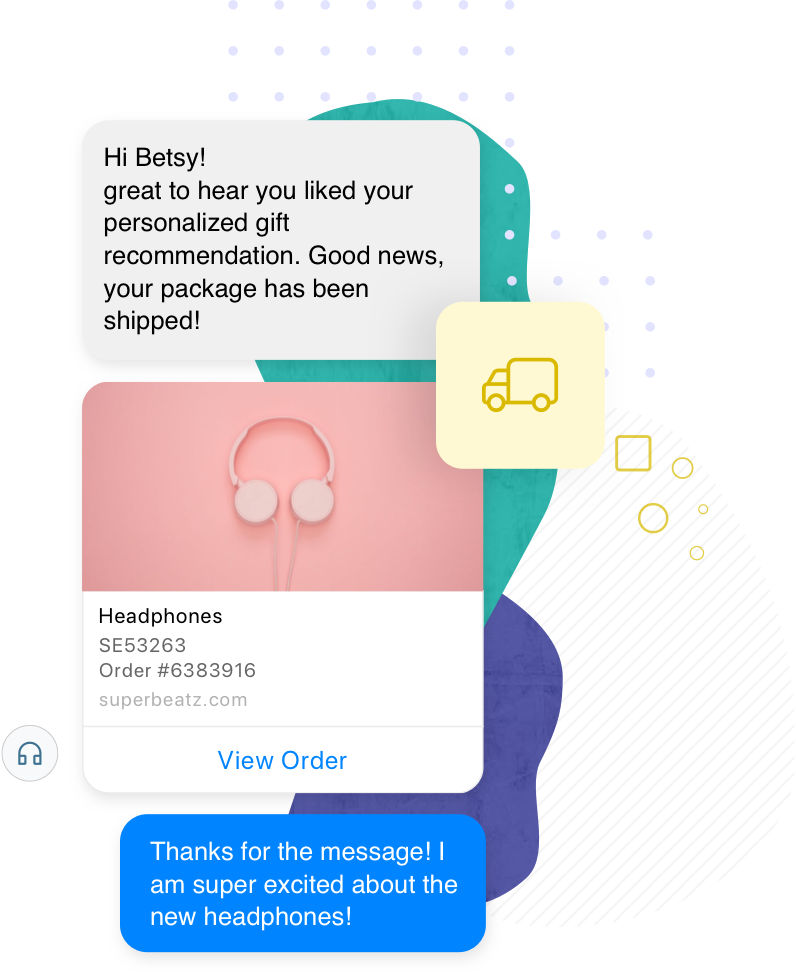 Hi Betsy!
great to hear you liked your
personalized gift
recommendation. Good news,
your package has been
shipped!
Headphones
SE53263
Order #6383916
superbeatz.com
View Order
Thanks for the message! I
am super excited about the
new headphones!